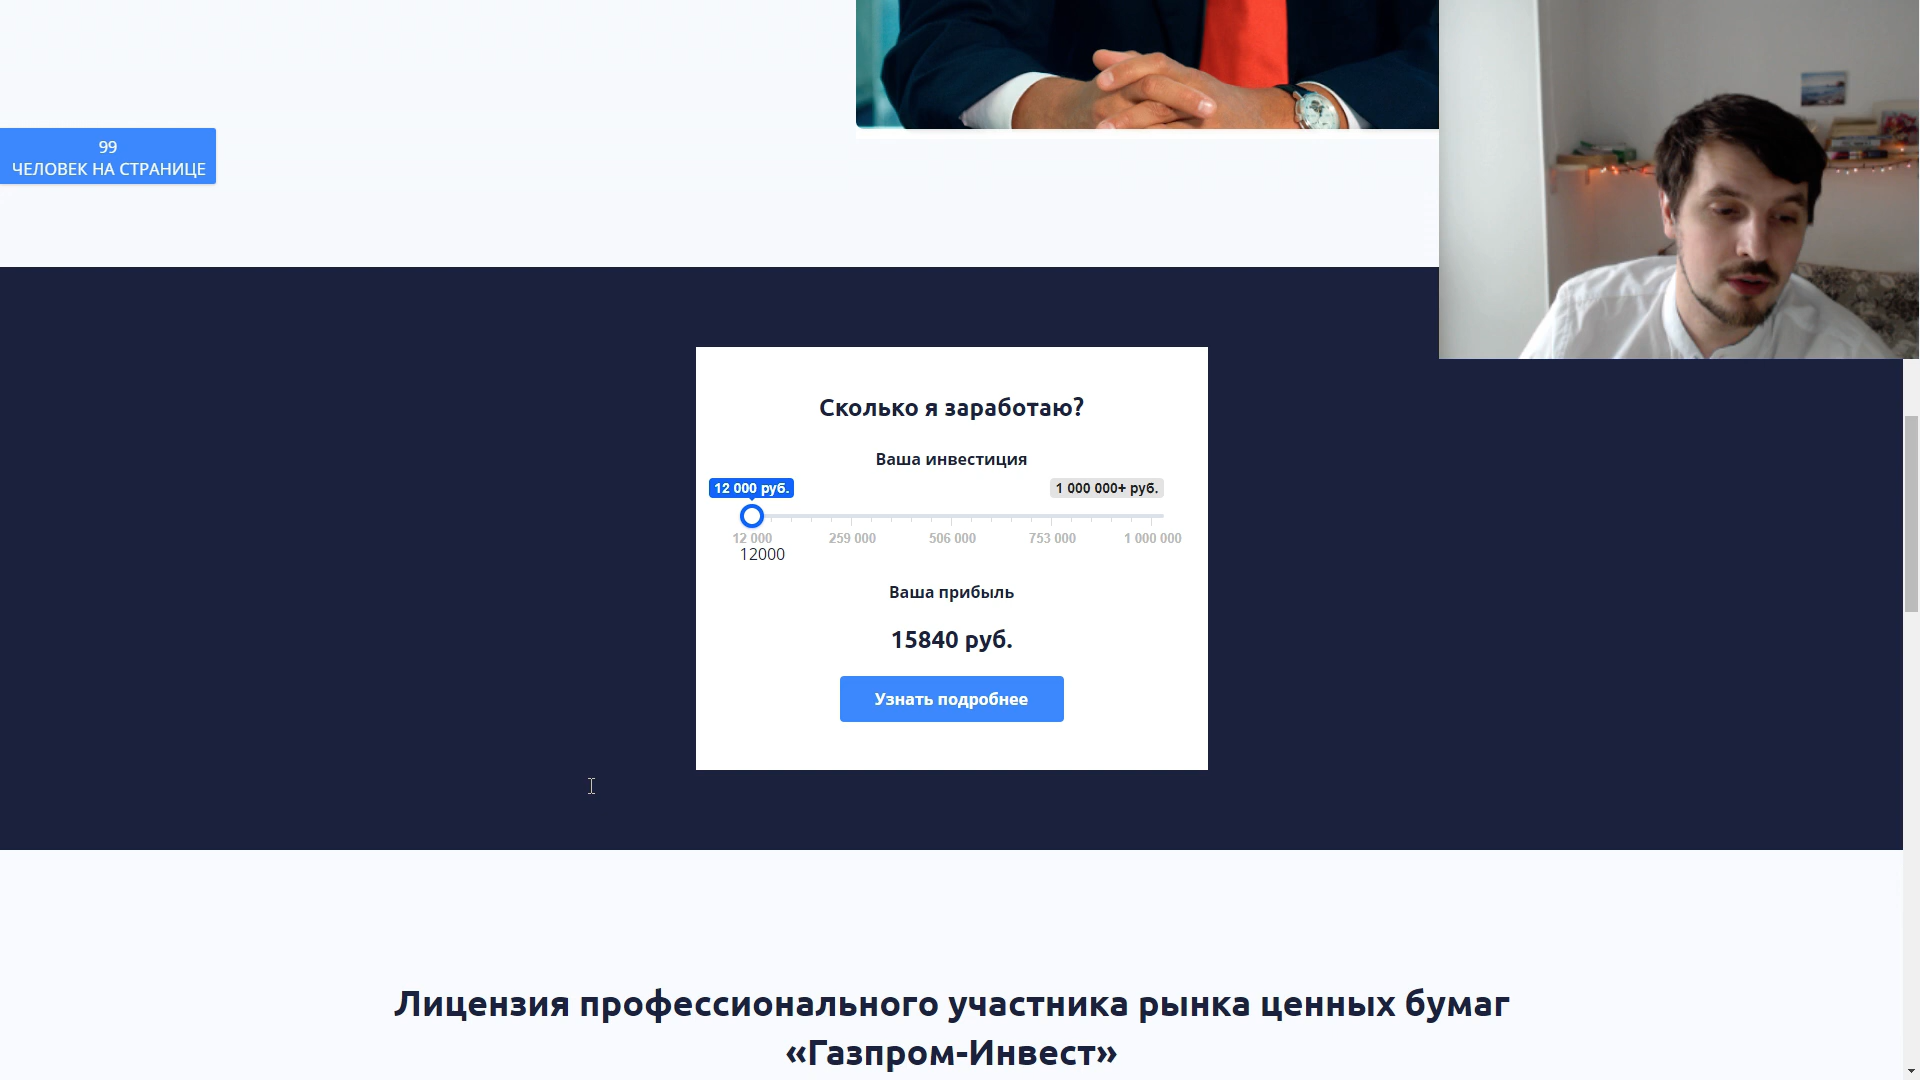 99
ЧЕЛОВЕК НА СТРАНИЦЕ
Сколько я заработаю?
Ваша инвестиция
12 000 руб.
1 000 000+ руб.
12 000
259 000
506 000
753 000
1 000 000
12000
Ваша прибыль
15840 руб.
Узнать подробнее
Лицензия профессионального участника рынка ценных бумаг
«Газпром-Инвест»